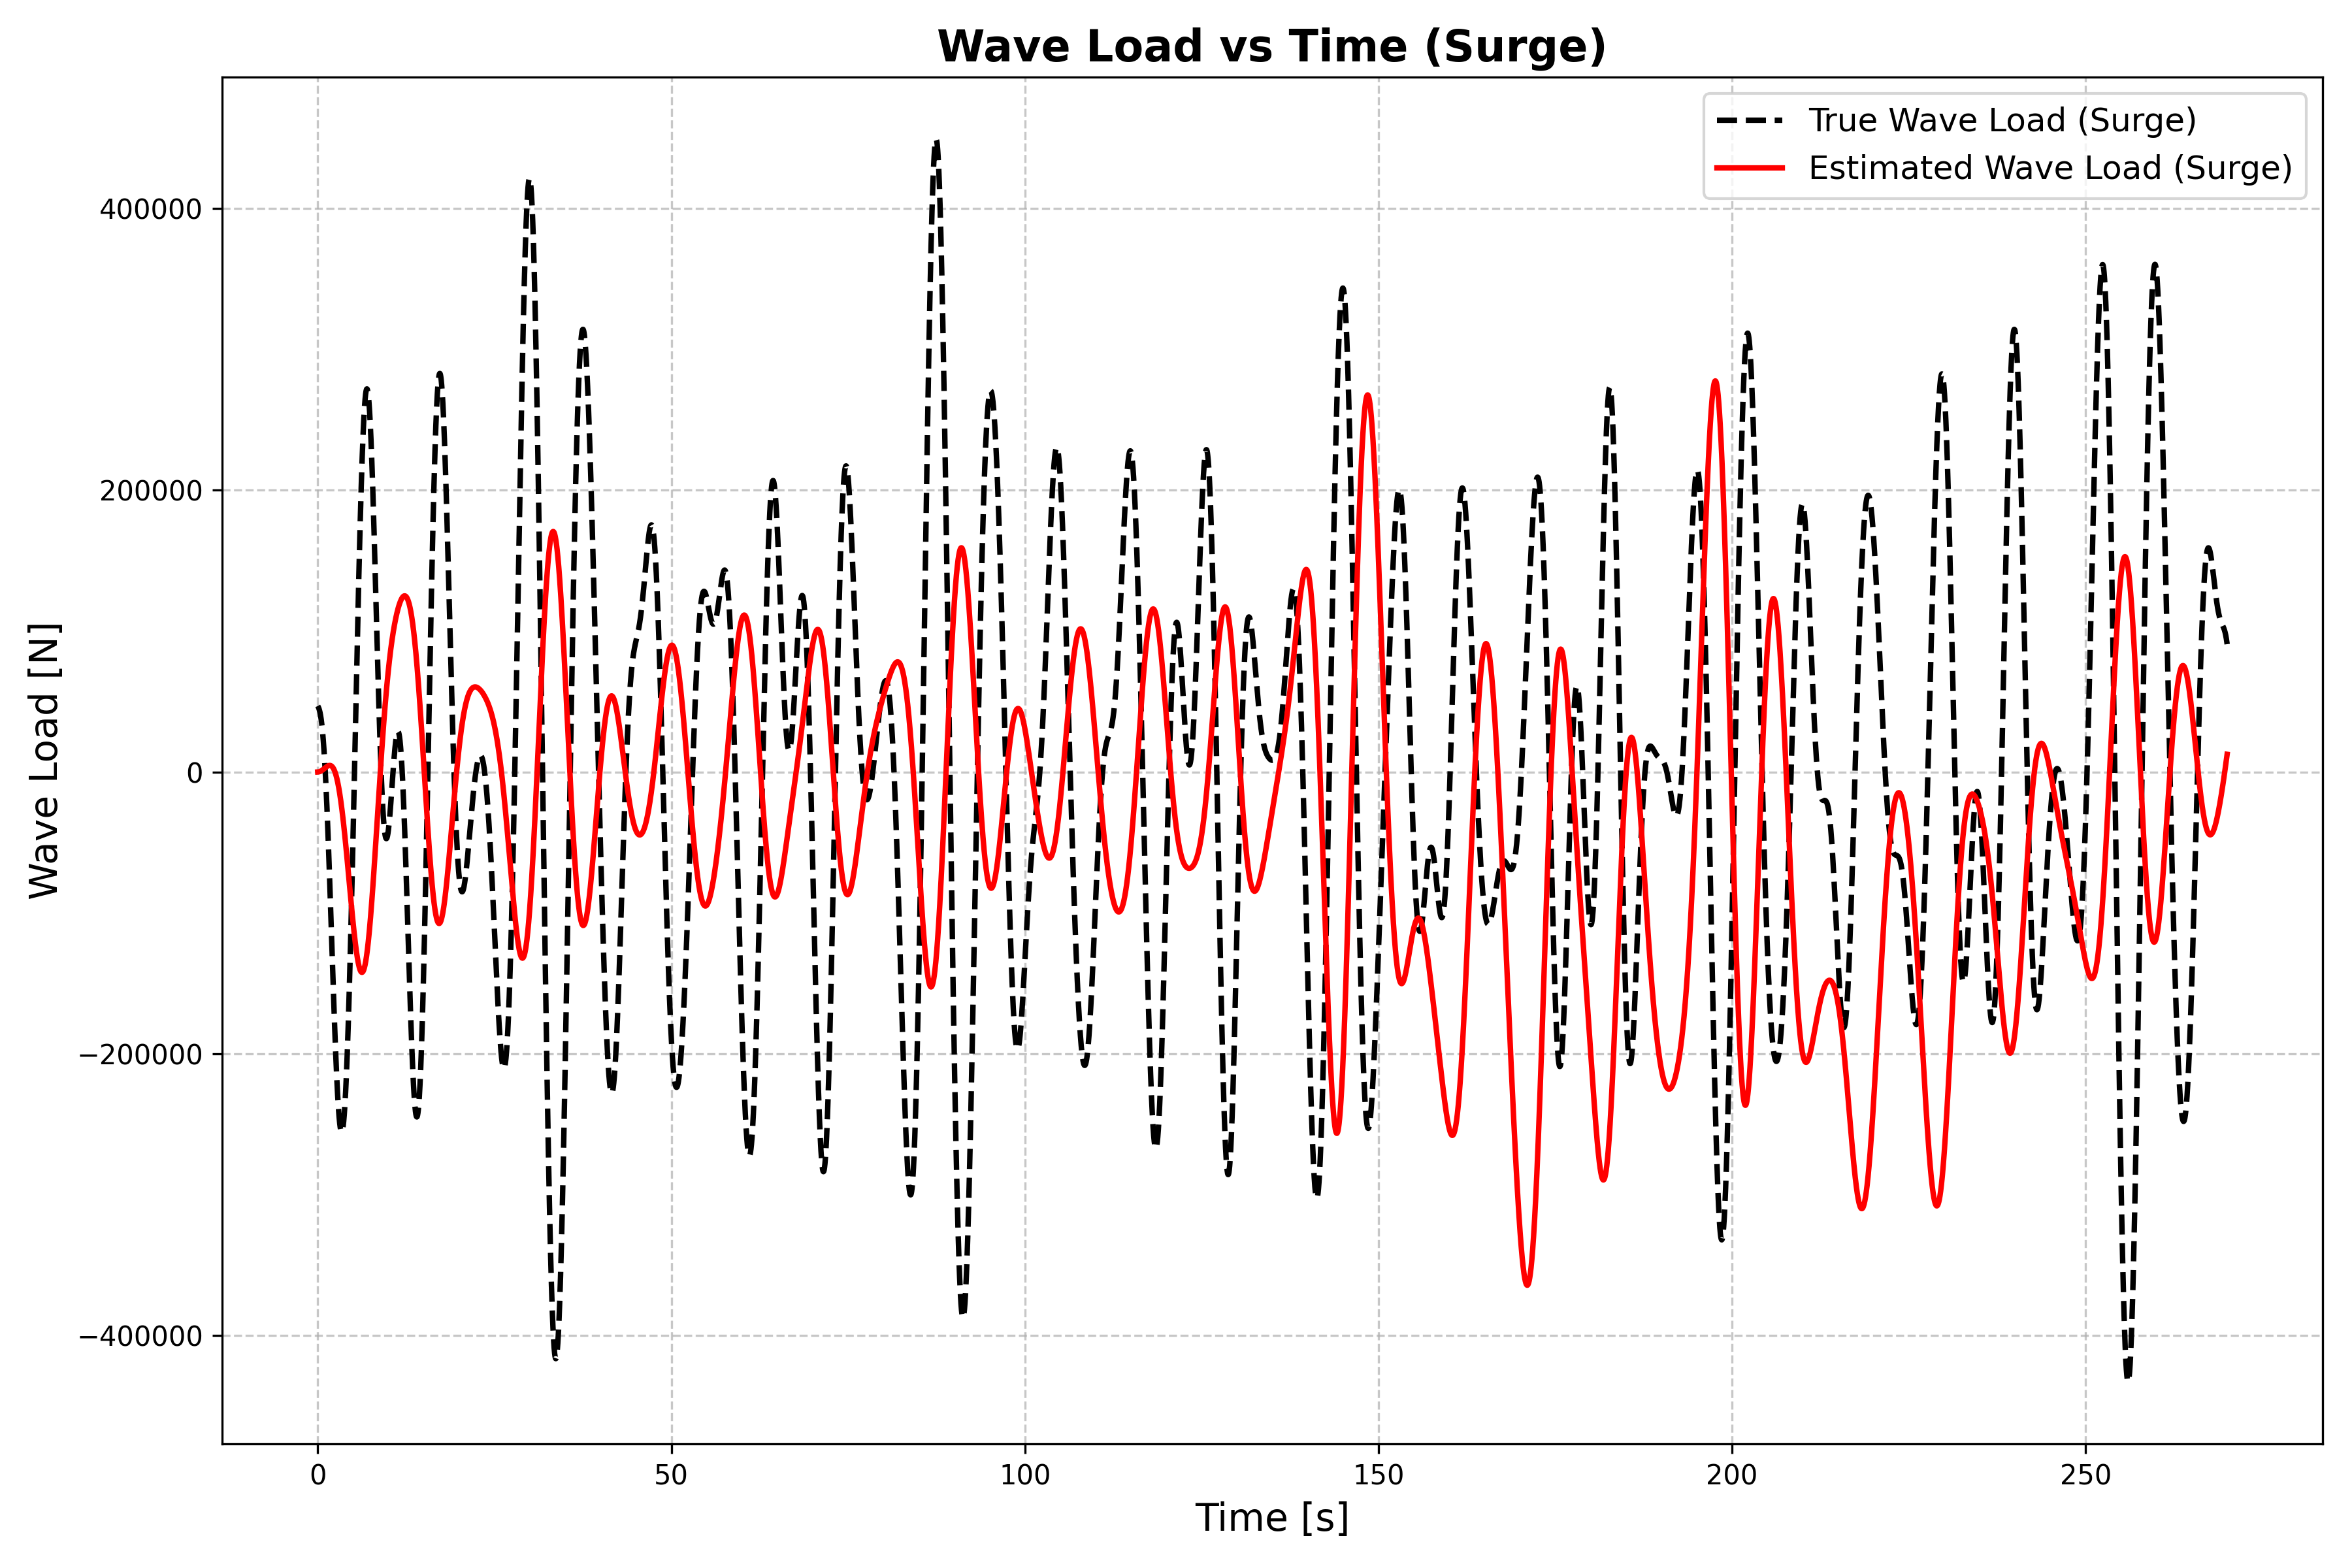 Wave Load vs Time (Surge)
True Wave Load (Surge)
Estimated Wave Load (Surge)
Wave Load [N]
400000
200000
0
−200000
−400000
0 50 100 150 200 250
Time [s]